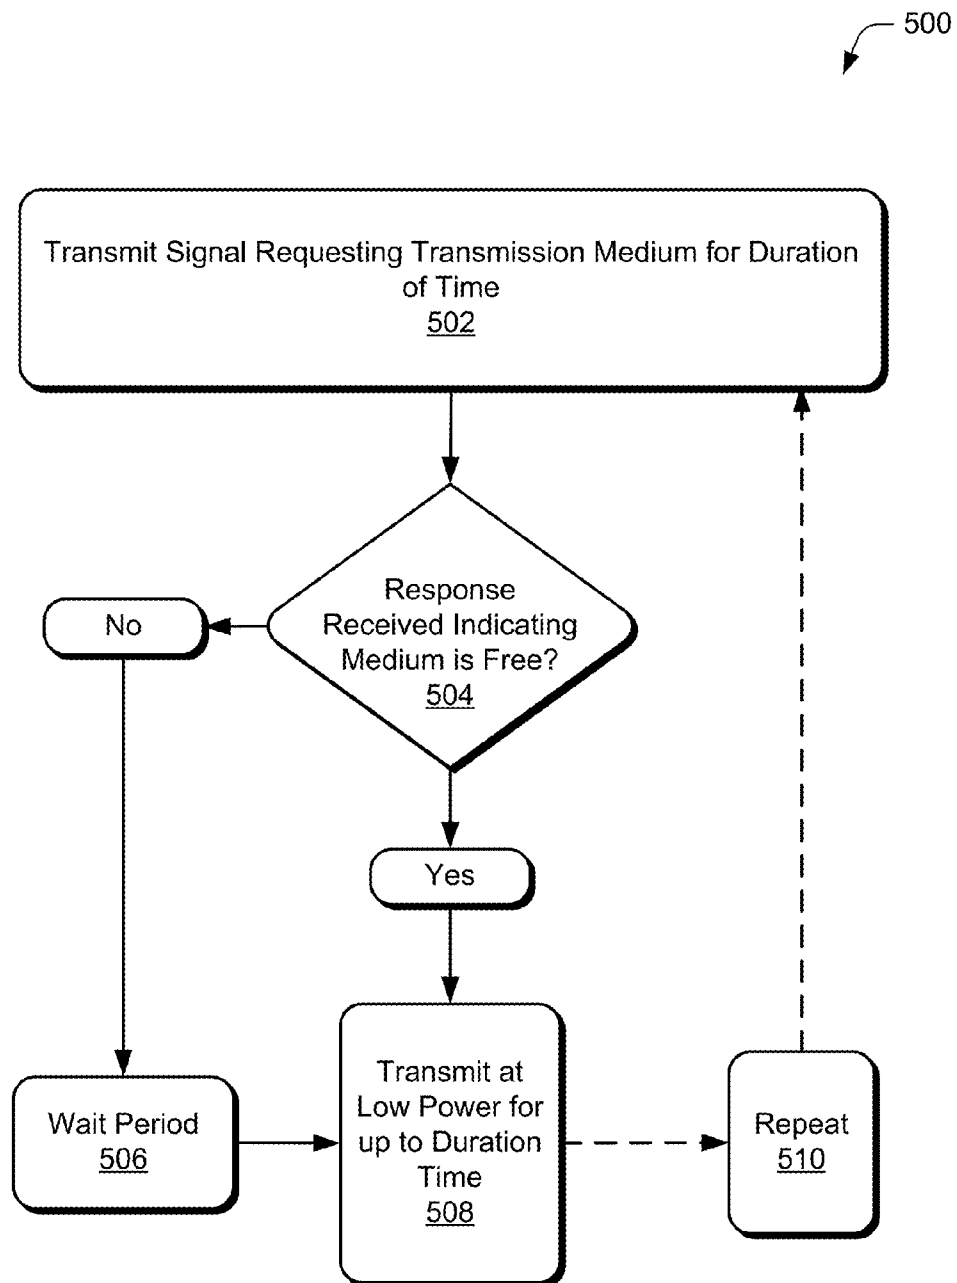 500
Transmit Signal Requesting Transmission Medium for Duration
of Time
502
Response
Received Indicating
Medium is Free?
504
No
Yes
Wait Period
506
Transmit at
Low Power for
up to Duration
Time
508
Repeat
510